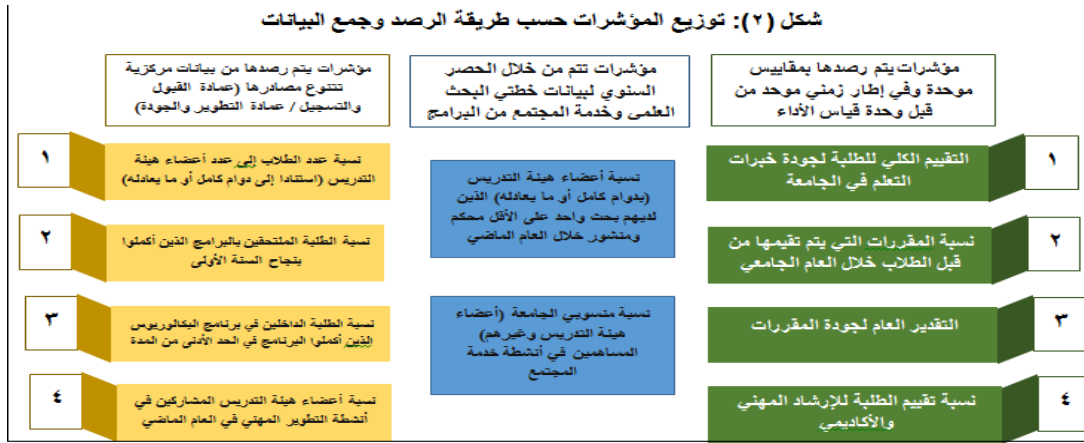 شكل (٢): توزيع المؤشرات حسب طريقة الرصد وجمع البيانات
مؤشرات يتم رصدها بمقاييس
موحدة وفي إطار زمني موحد من
قبل وحدة قياس الأداء
١
التقييم الكلي للطلبة لجودة خبرات
التعلم في الجامعة
٢
نسبة المقررات التي يتم تقيمها من
قبل الطلاب خلال العام الجامعي
٣
التقدير العام لجودة المقررات
٤
نسبة تقييم الطلبة للإرشاد المهني
والأكاديمي
مؤشرات تتم من خلال الحصر
السنوي لبيانات خطتي البحث
العلمي وخدمة المجتمع من البرامج
نسبة أعضاء هيئة التدريس
(بدوام كامل أو ما يعادله) الذين
لديهم بحث واحد على الأقل محكم
ومنشور خلال العام الماضي
نسبة منسوبي الجامعة (أعضاء
هيئة التدريس وغيرهم)
المساهمين في أنشطة خدمة
المجتمع
مؤشرات يتم رصدها من بيانات مركزية
تتنوع مصادرها (عمادة القبول
والتسجيل / عمادة التطوير والجودة)
١
نسبة عدد الطلاب إلى عدد أعضاء هيئة
التدريس (استنادا إلى دوام كامل أو ما يعادله)
٢
نسبة الطلبة الملتحقين بالبرامج الذين أكملوا
بنجاح السنة الأولى
٣
نسبة الطلبة الداخلين في برنامج البكالوريوس
الذين أكملوا البرنامج في الحد الأدنى من المدة
٤
نسبة أعضاء هيئة التدريس المشاركين في
أنشطة التطوير المهني في العام الماضي